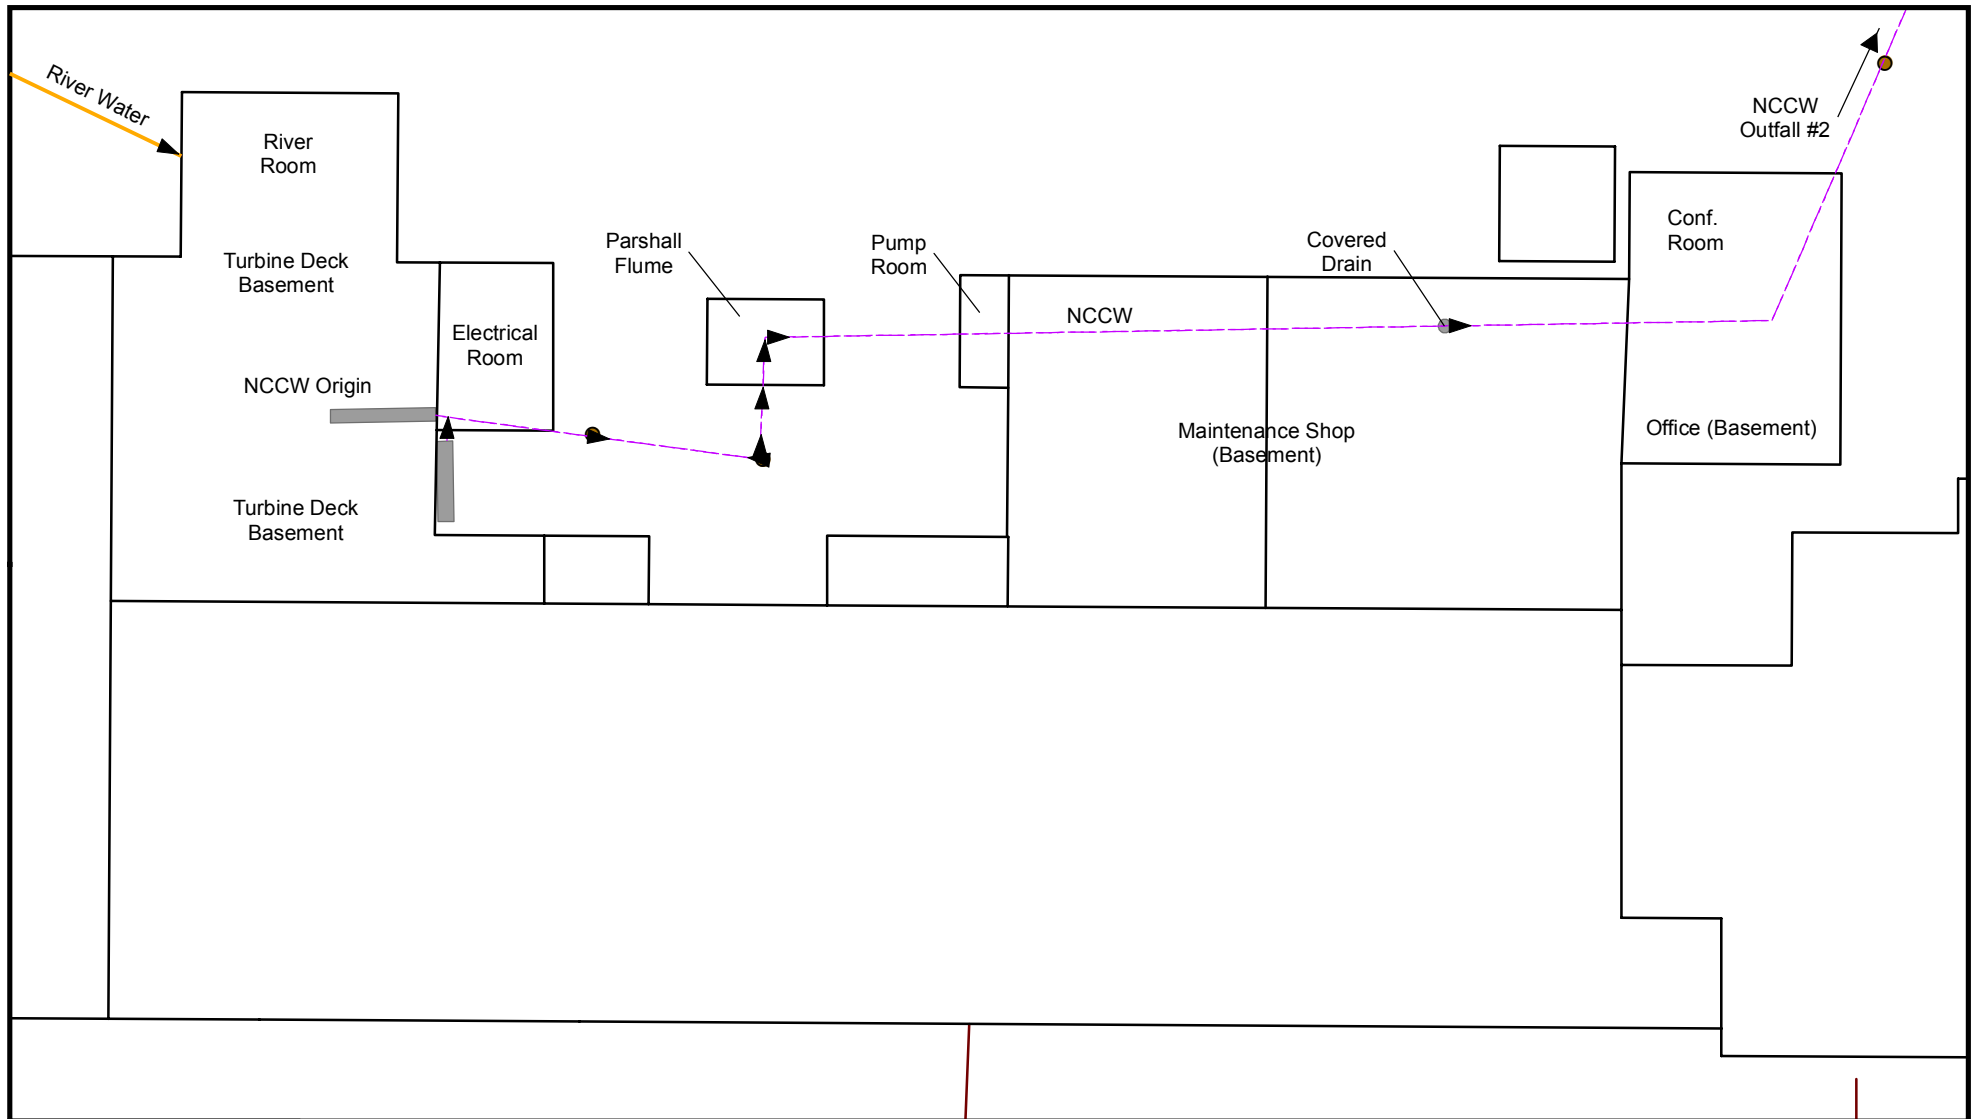 River Water
River
Room
NCCW
Outfall #2
Turbine Deck
Basement
Parshall
Flume
Pump
Room
Covered
Drain
Conf.
Room
Electrical
Room
NCCW
NCCW Origin
Maintenance Shop
(Basement)
Office (Basement)
Turbine Deck
Basement